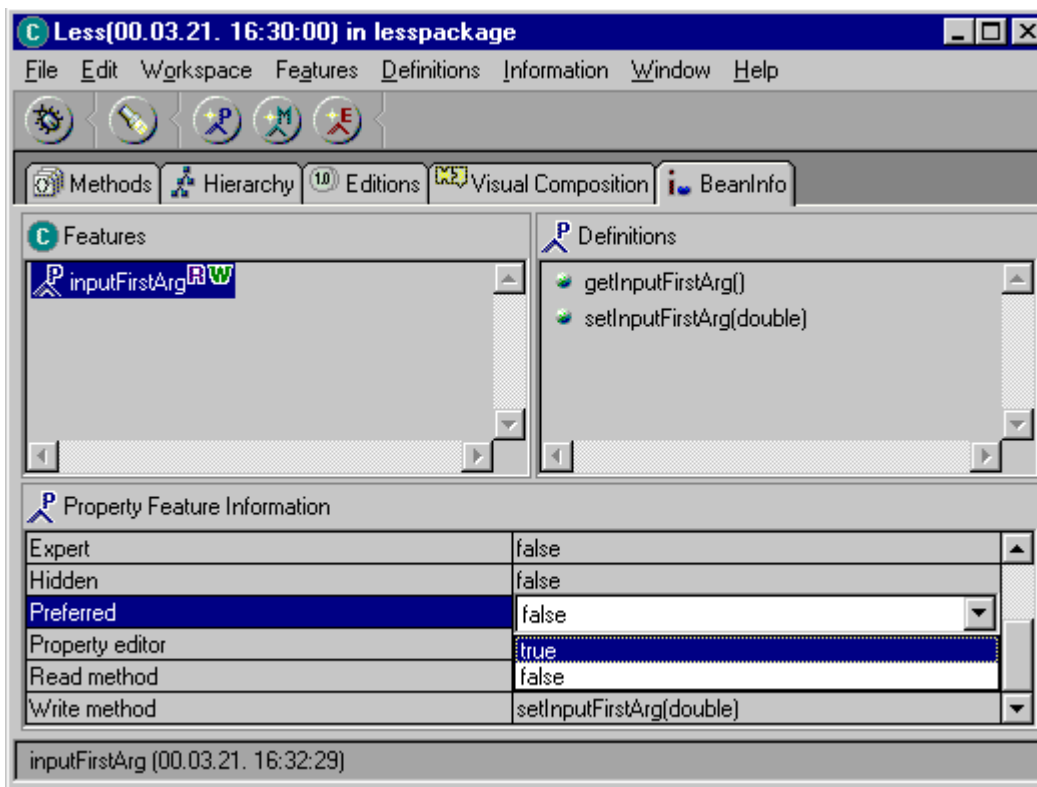 C Less(00.03.21. 16:30:00) in lesspackage
File Edit Workspace Features Definitions Information Window Help
P M E
Methods Hierarchy 1.0 Editions Visual Composition i BeanInfo
C Features
P Definitions
P inputFirstArg R W
getInputFirstArg()
setInputFirstArg(double)
P Property Feature Information
Expert false
Hidden false
Preferred false
Property editor true
Read method false
Write method setInputFirstArg(double)
inputFirstArg (00.03.21. 16:32:29)